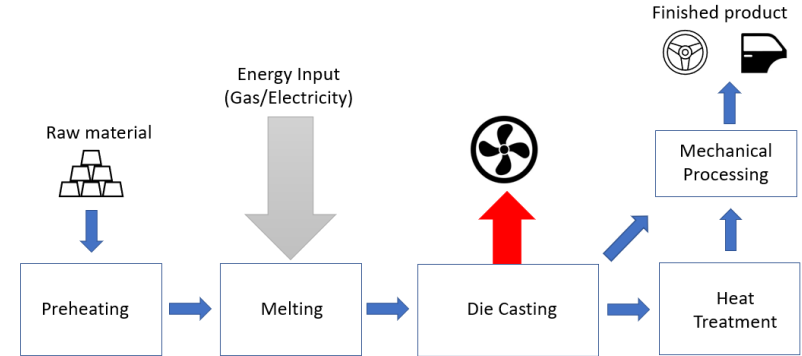 Finished product
Energy Input
(Gas/Electricity)
Raw material
Mechanical
Processing
Preheating
Melting
Die Casting
Heat
Treatment